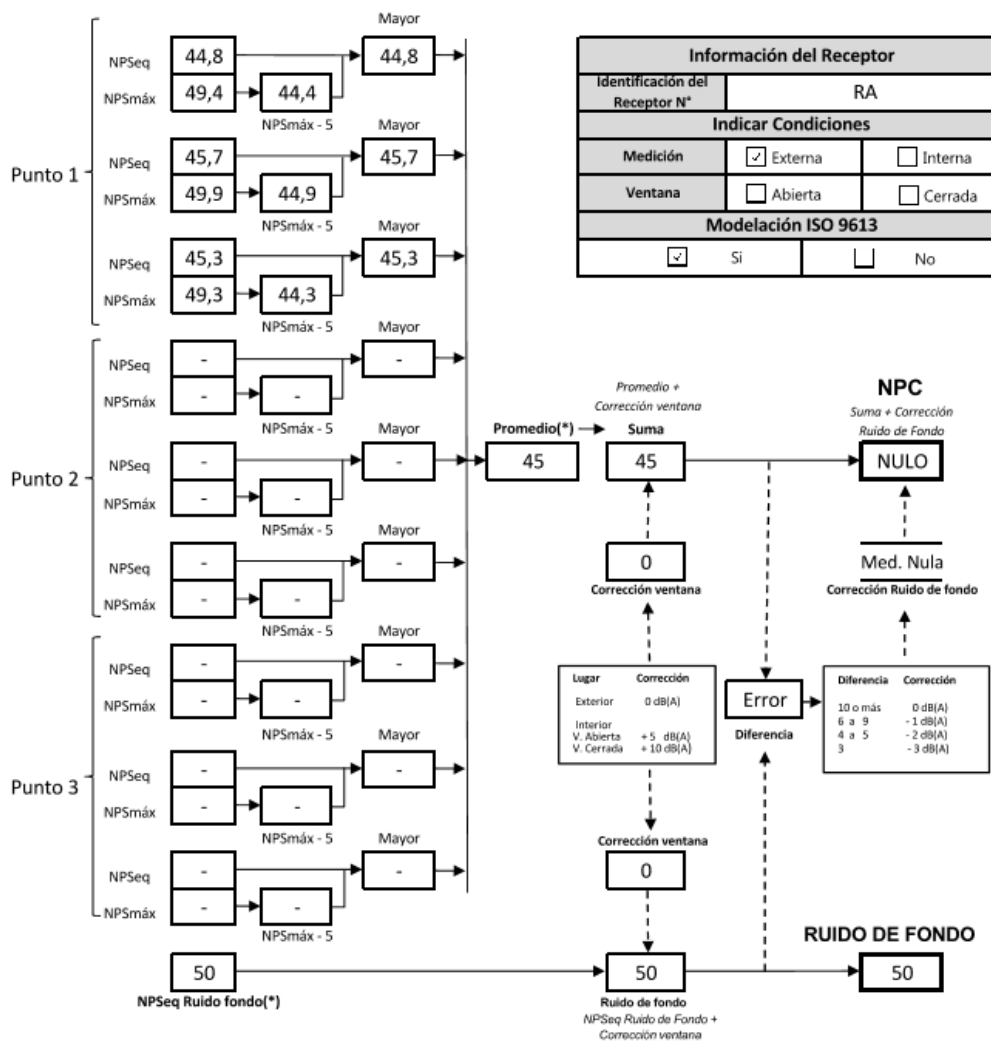 Mayor
NPSeq 44,8 44,8
NPSmáx 49,4 44,4
NPSmáx - 5
Mayor
NPSeq 45,7 45,7
Punto 1
NPSmáx 49,9 44,9
NPSmáx - 5
Mayor
NPSeq 45,3 45,3
NPSmáx 49,3 44,3
NPSmáx - 5
Información del Receptor
Identificación del Receptor N° RA
Indicar Condiciones
Medición ✓ Externa Interna
Ventana Abierta Cerrada
Modelación ISO 9613
✓ Si No
Mayor
NPSeq - -
NPSmáx - -
NPSmáx - 5
Mayor
NPSeq - -
Punto 2
NPSmáx - -
NPSmáx - 5
Mayor
NPSeq - -
NPSmáx - -
NPSmáx - 5
Mayor
NPSeq - -
NPSmáx - -
NPSmáx - 5
Mayor
NPSeq - -
Punto 3
NPSmáx - -
NPSmáx - 5
Mayor
NPSeq - -
NPSmáx - -
NPSmáx - 5
Promedio(*)
45
Promedio +
Corrección ventana
Suma
45
0
Corrección ventana
NPC
Suma + Corrección
Ruido de Fondo
NULO
Med. Nula
Corrección Ruido de fondo
Lugar Corrección
Exterior 0 dB(A)
Interior
V. Abierta + 5 dB(A)
V. Cerrada + 10 dB(A)
Error
Diferencia
Diferencia Corrección
10 o más 0 dB(A)
6 a 9 - 1 dB(A)
4 a 5 - 2 dB(A)
3 - 3 dB(A)
Corrección ventana
0
RUIDO DE FONDO
50 50 50
NPSeq Ruido fondo(*)
Ruido de fondo
NPSeq Ruido de Fondo +
Corrección ventana